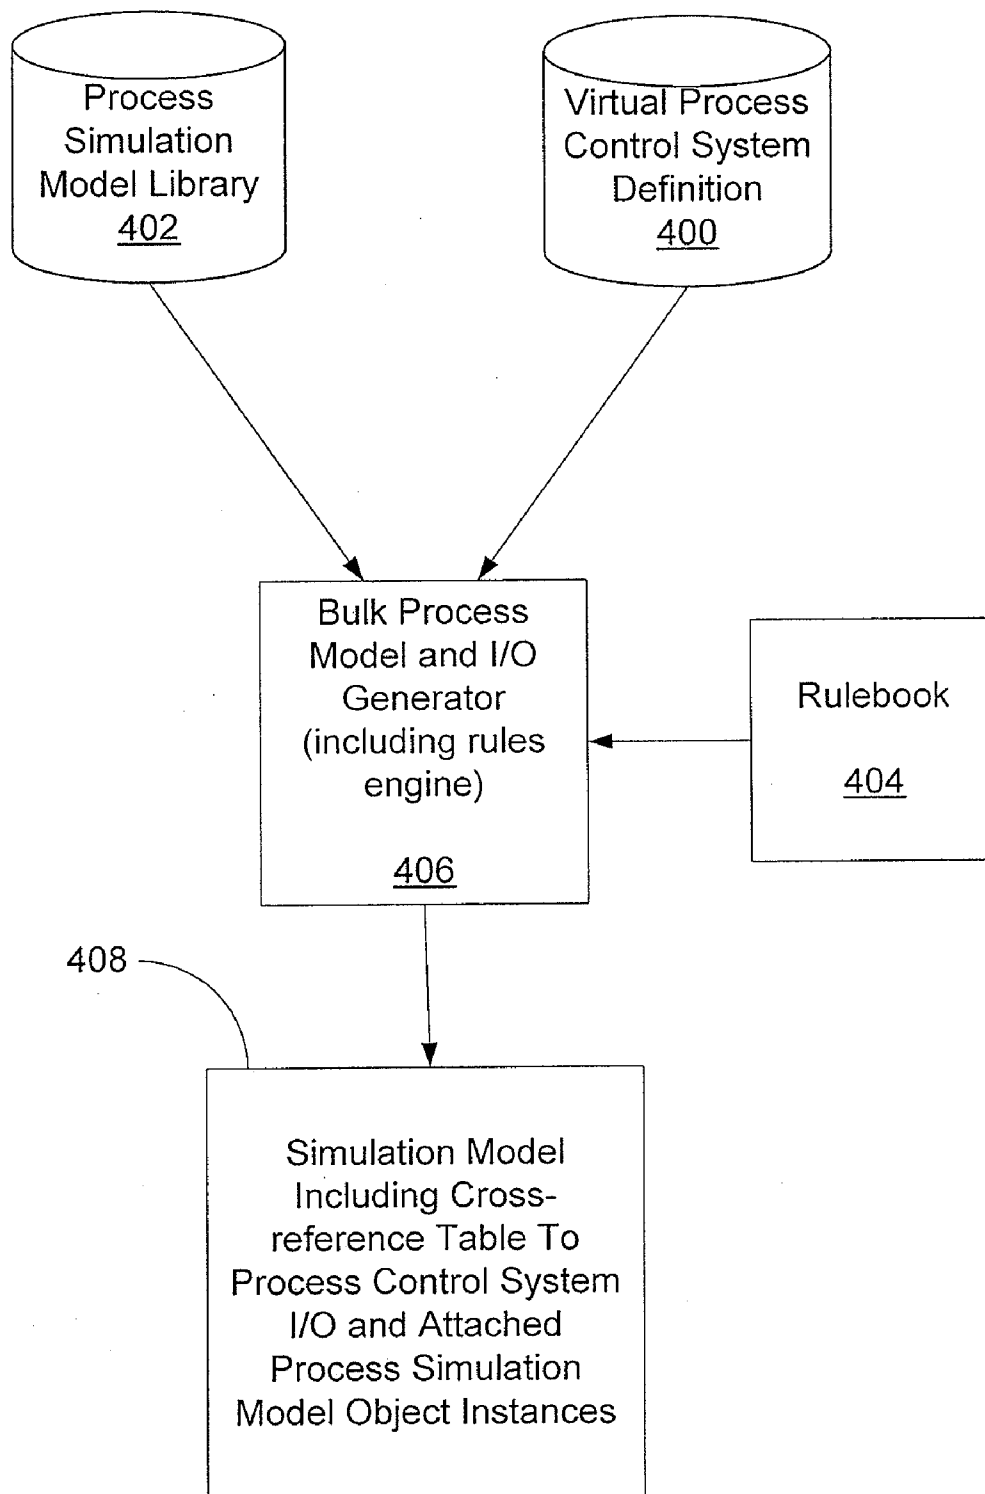 Process
Simulation
Model Library
402
Virtual Process
Control System
Definition
400
Bulk Process
Model and I/O
Generator
(including rules
engine)
406
Rulebook
404
408
Simulation Model
Including Cross-
reference Table To
Process Control System
I/O and Attached
Process Simulation
Model Object Instances